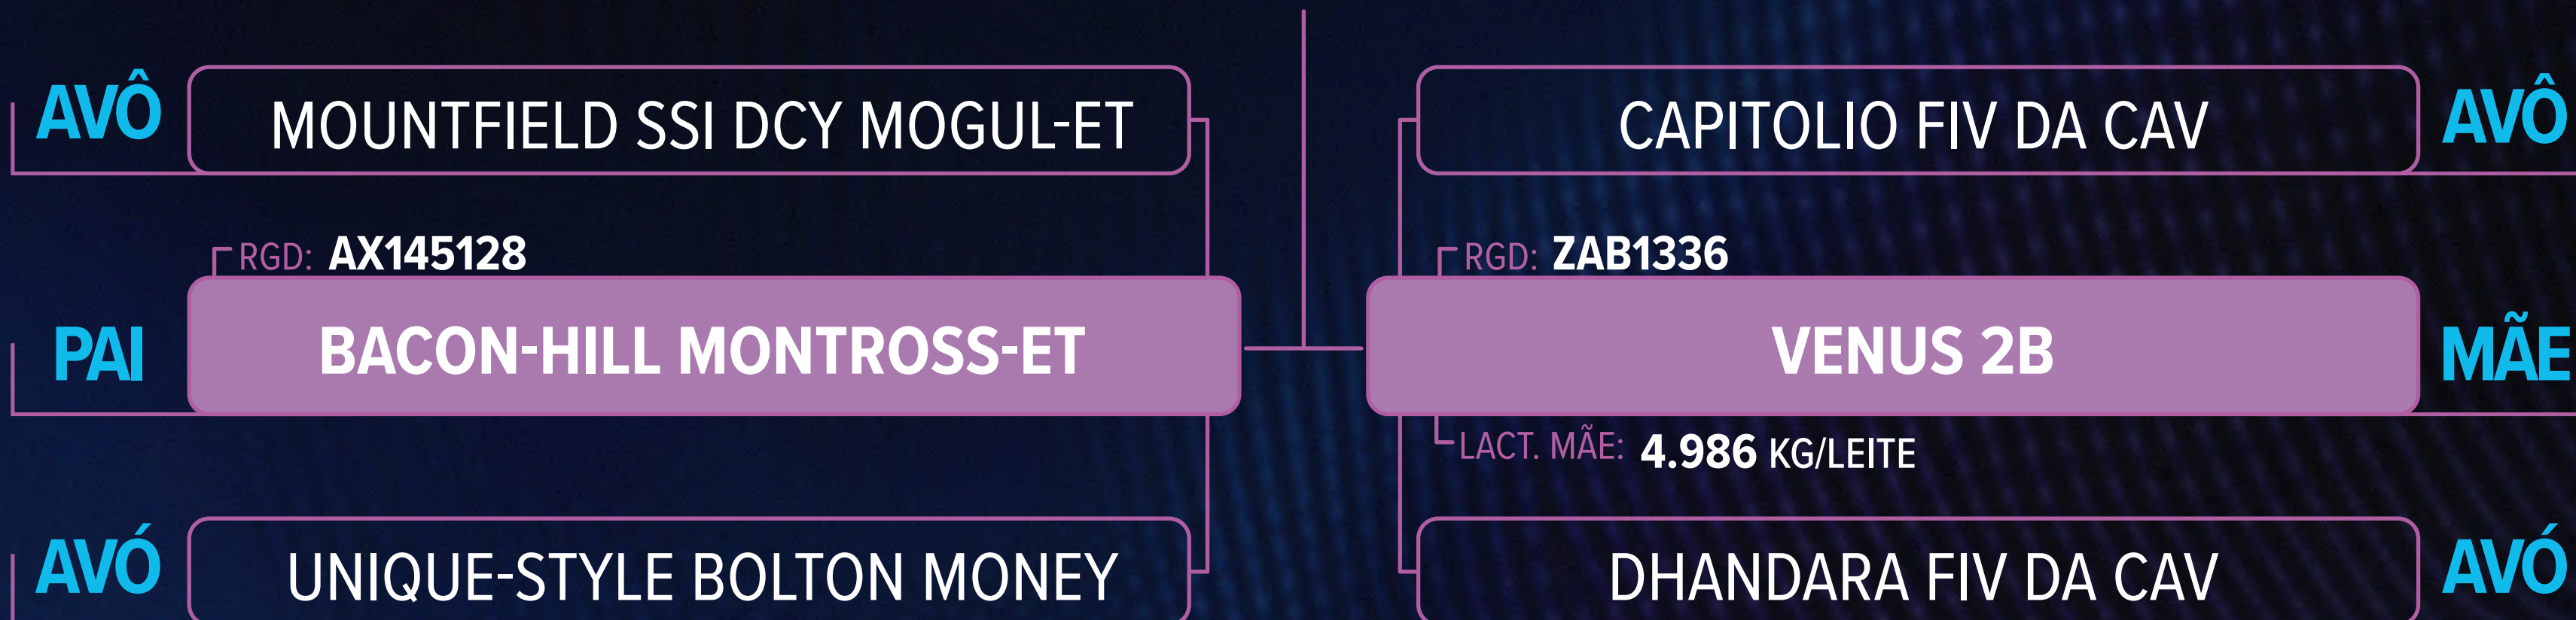 AVÔ MOUNTFIELD SSI DCY MOGUL-ET
RGD: AX145128
PAI BACON-HILL MONTROSS-ET
AVÓ UNIQUE-STYLE BOLTON MONEY
CAPITOLIO FIV DA CAV AVÔ
RGD: ZAB1336
VENUS 2B MÃE
LACT. MÃE: 4.986 KG/LEITE
DHANDARA FIV DA CAV AVÓ